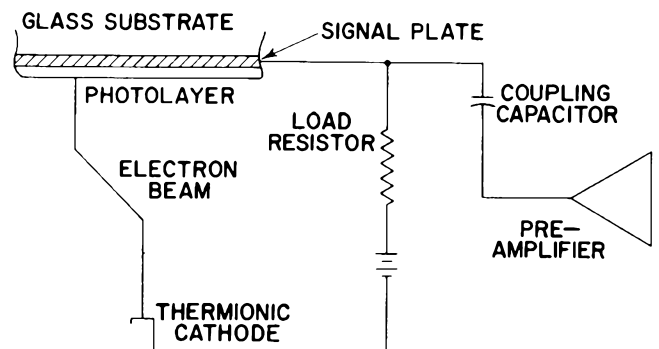 GLASS SUBSTRATE
SIGNAL PLATE
PHOTOLAYER
LOAD
RESISTOR
COUPLING
CAPACITOR
ELECTRON
BEAM
PRE-
AMPLIFIER
THERMIONIC
CATHODE